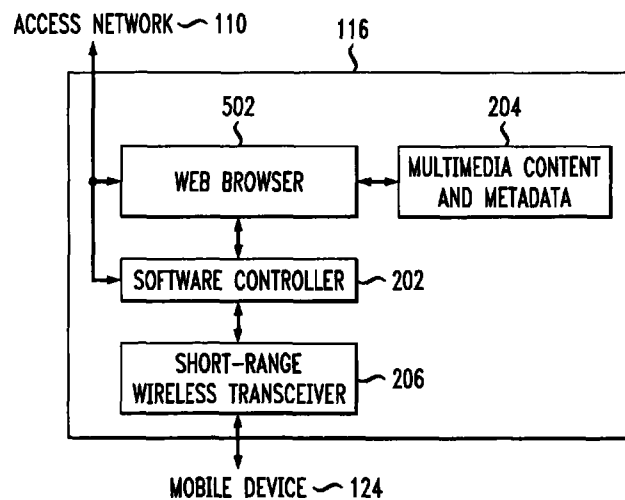 ACCESS NETWORK 110
116
502
204
WEB BROWSER
MULTIMEDIA CONTENT
AND METADATA
SOFTWARE CONTROLLER
202
SHORT-RANGE
WIRELESS TRANSCEIVER
206
MOBILE DEVICE 124